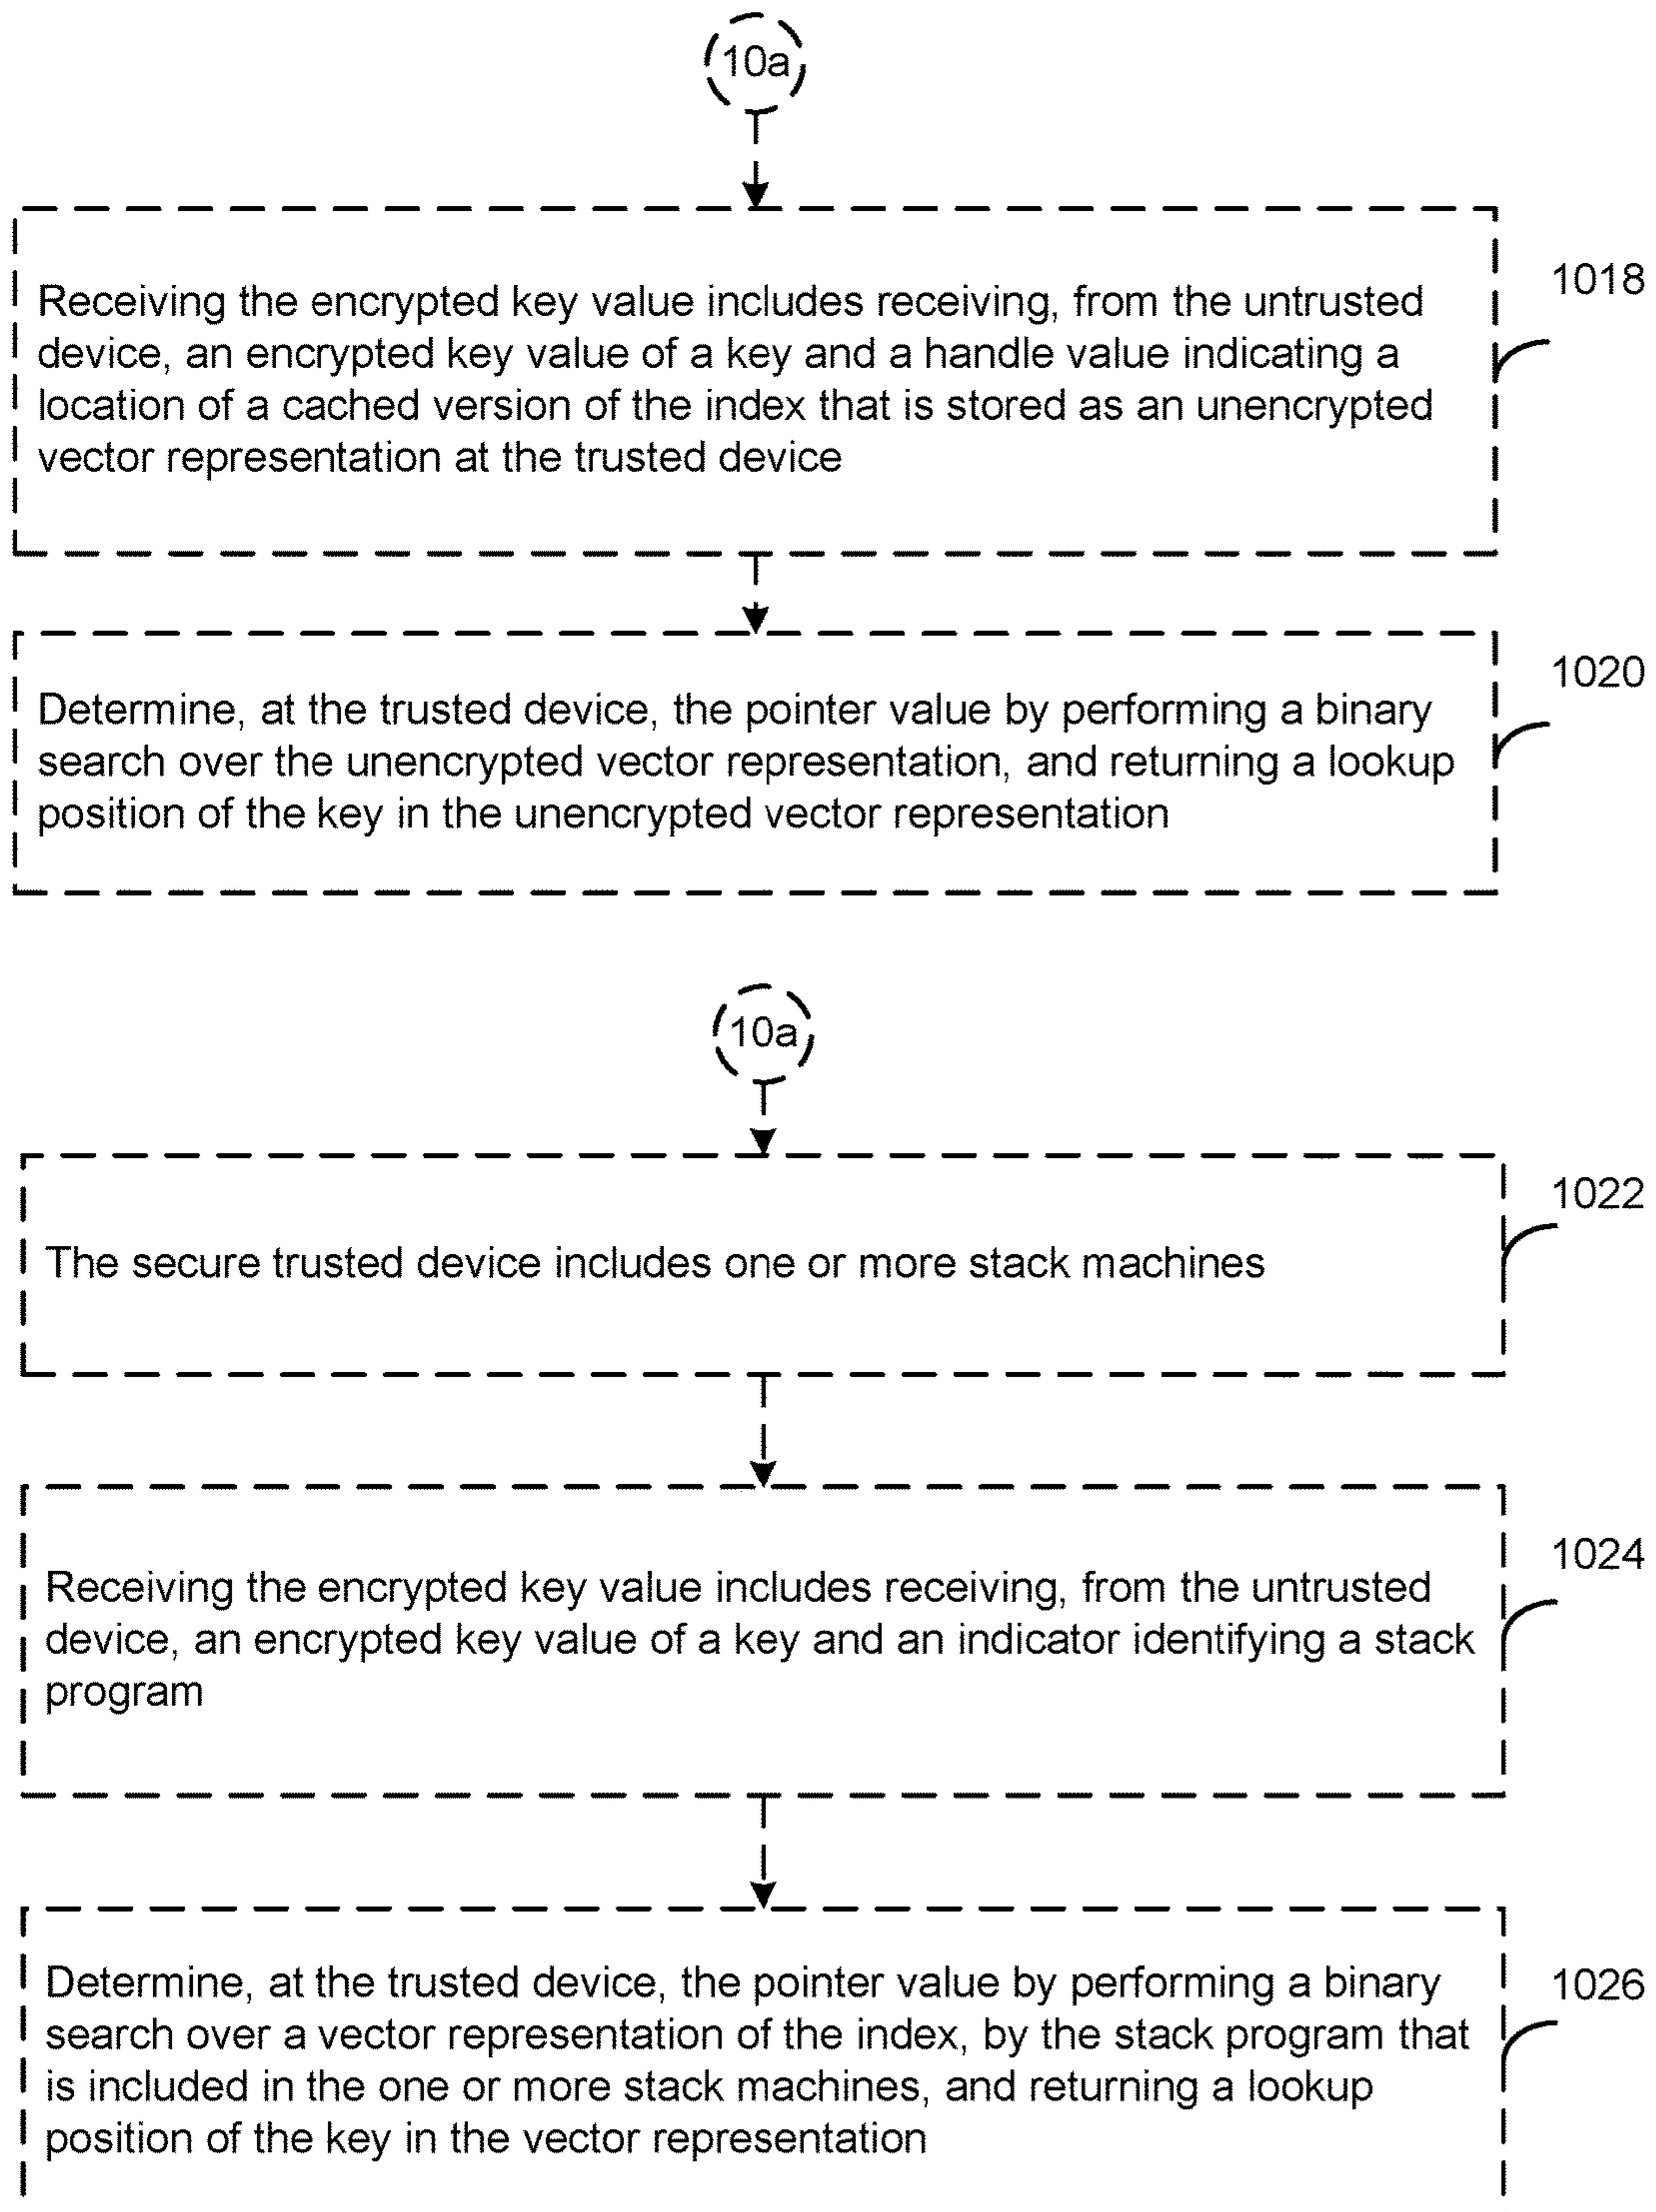 10a
Receiving the encrypted key value includes receiving, from the untrusted
device, an encrypted key value of a key and a handle value indicating a
location of a cached version of the index that is stored as an unencrypted
vector representation at the trusted device
1018
Determine, at the trusted device, the pointer value by performing a binary
search over the unencrypted vector representation, and returning a lookup
position of the key in the unencrypted vector representation
1020
10a
The secure trusted device includes one or more stack machines
1022
Receiving the encrypted key value includes receiving, from the untrusted
device, an encrypted key value of a key and an indicator identifying a stack
program
1024
Determine, at the trusted device, the pointer value by performing a binary
search over a vector representation of the index, by the stack program that
is included in the one or more stack machines, and returning a lookup
position of the key in the vector representation
1026